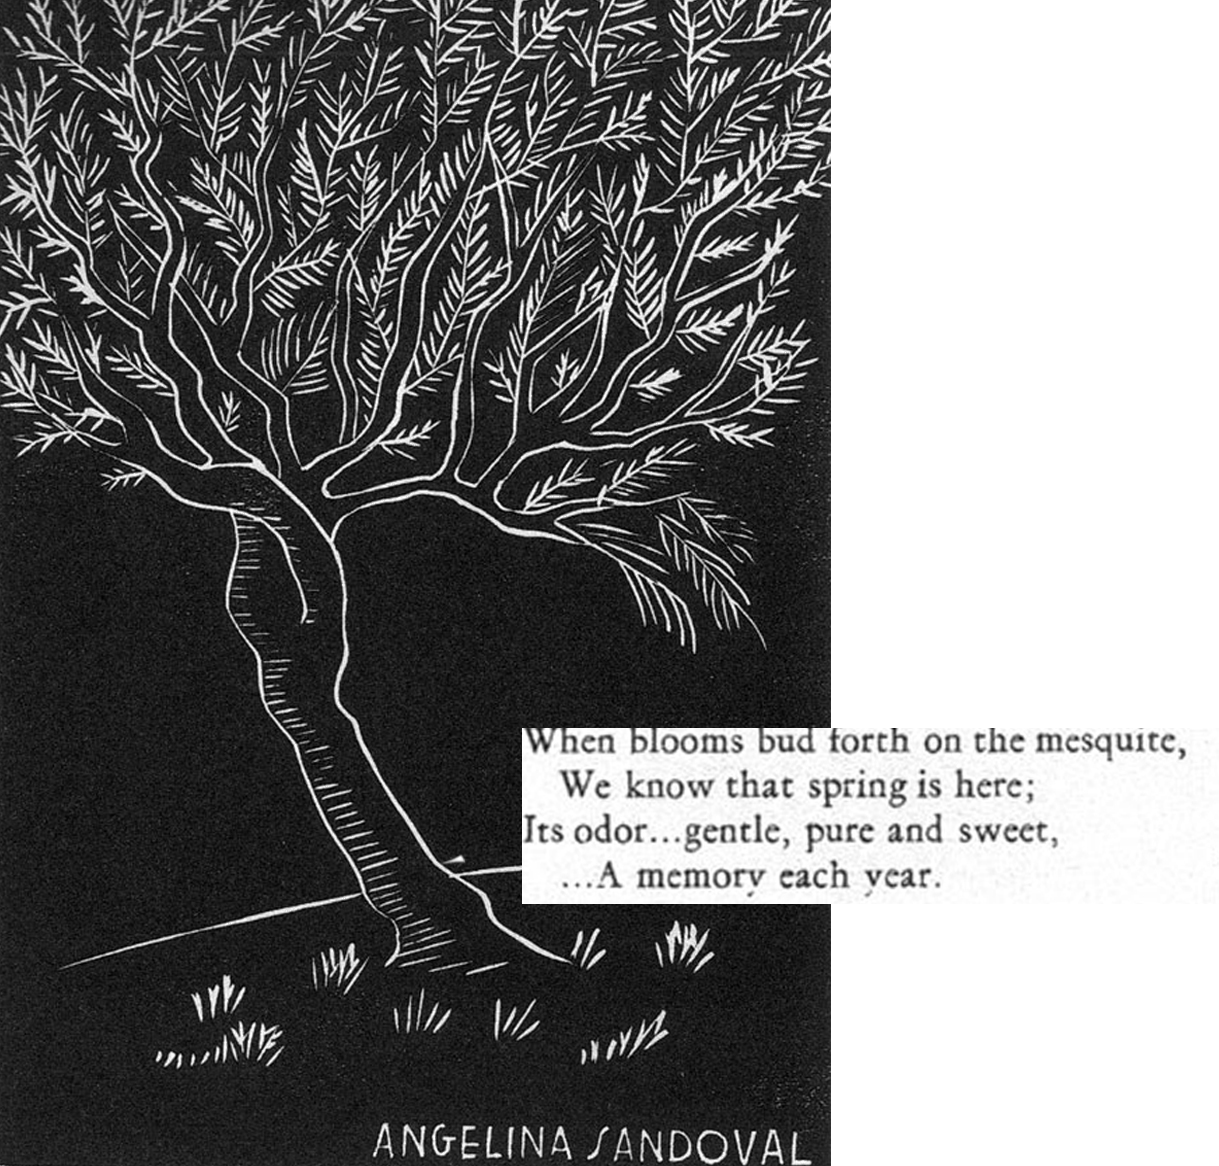 When blooms bud forth on the mesquite,
We know that spring is here;
Its odor...gentle, pure and sweet,
...A memory each year.
ANGELINA SANDOVAL